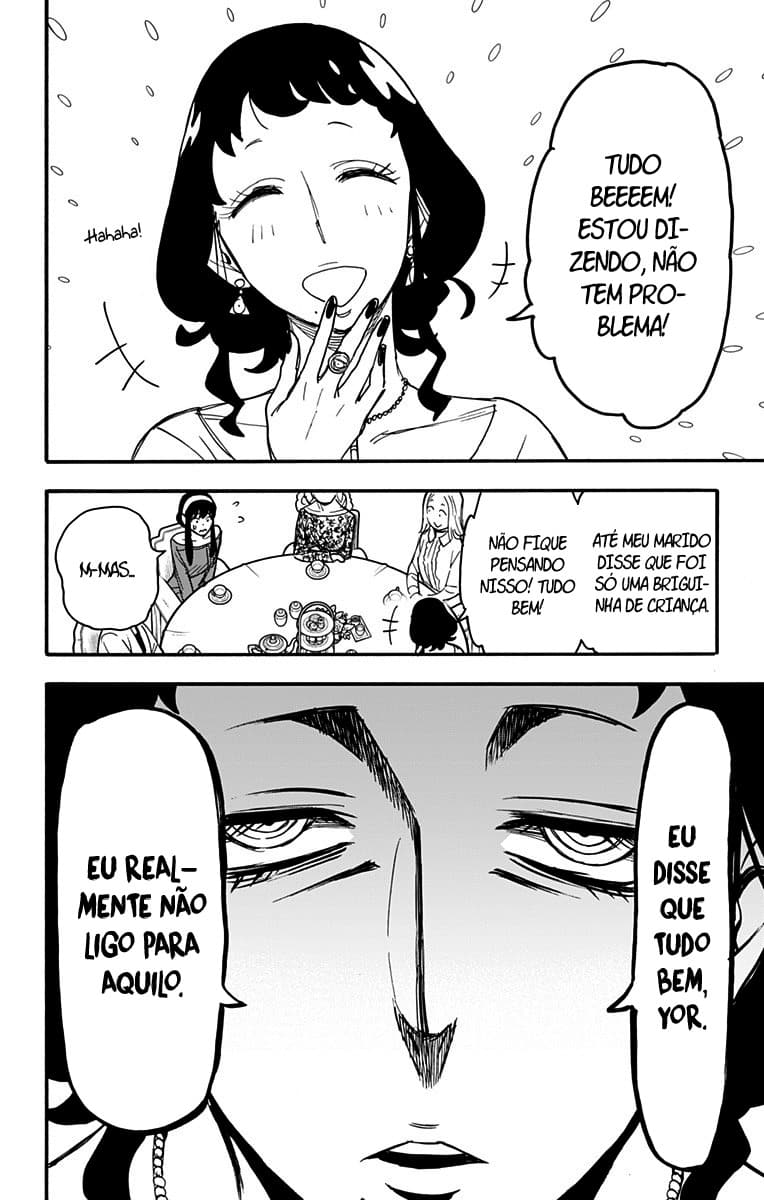 TUDO
BEEEEM!
ESTOU DI-
ZENDO, NÃO
TEM PRO-
BLEMA!
Hahaha!
ATÉ MEU MARIDO
DISSE QUE FOI
SÓ UMA BRIGUI-
NHA DE CRIANÇA.
NÃO FIQUE
PENSANDO
NISSO! TUDO
BEM!
M-MAS...
EU
DISSE
QUE
TUDO
BEM,
YOR.
EU REAL-
MENTE NÃO
LIGO PARA
AQUILO.